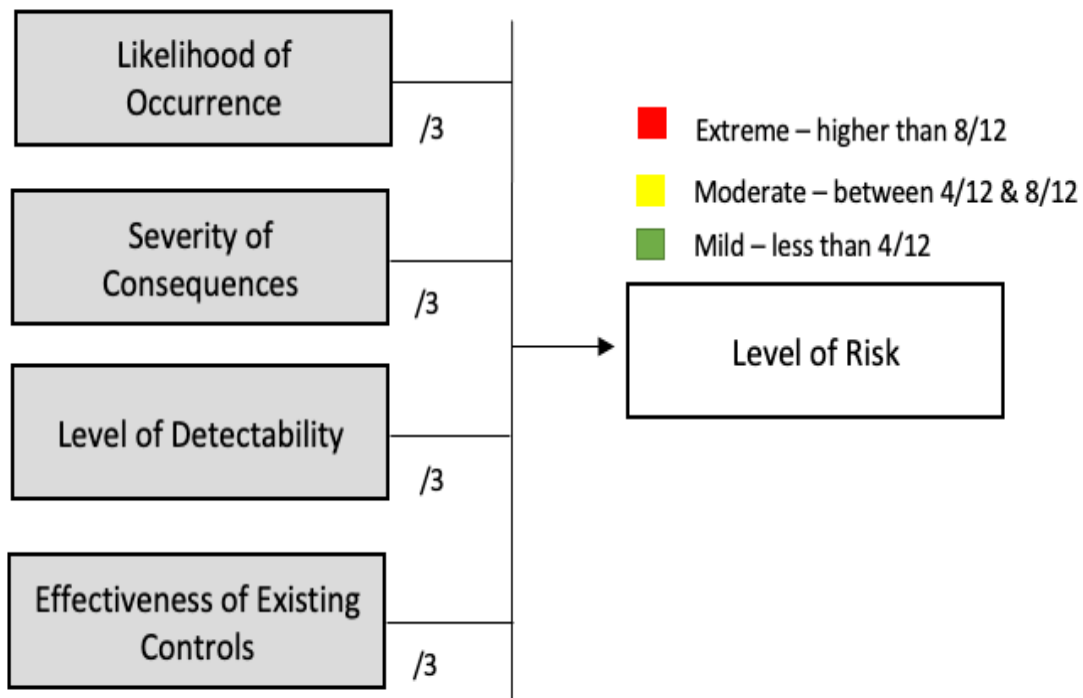 Likelihood of
Occurrence
/3
Severity of
Consequences
/3
Level of Detectability
/3
Effectiveness of Existing
Controls
/3
Extreme – higher than 8/12
Moderate – between 4/12 & 8/12
Mild – less than 4/12
Level of Risk